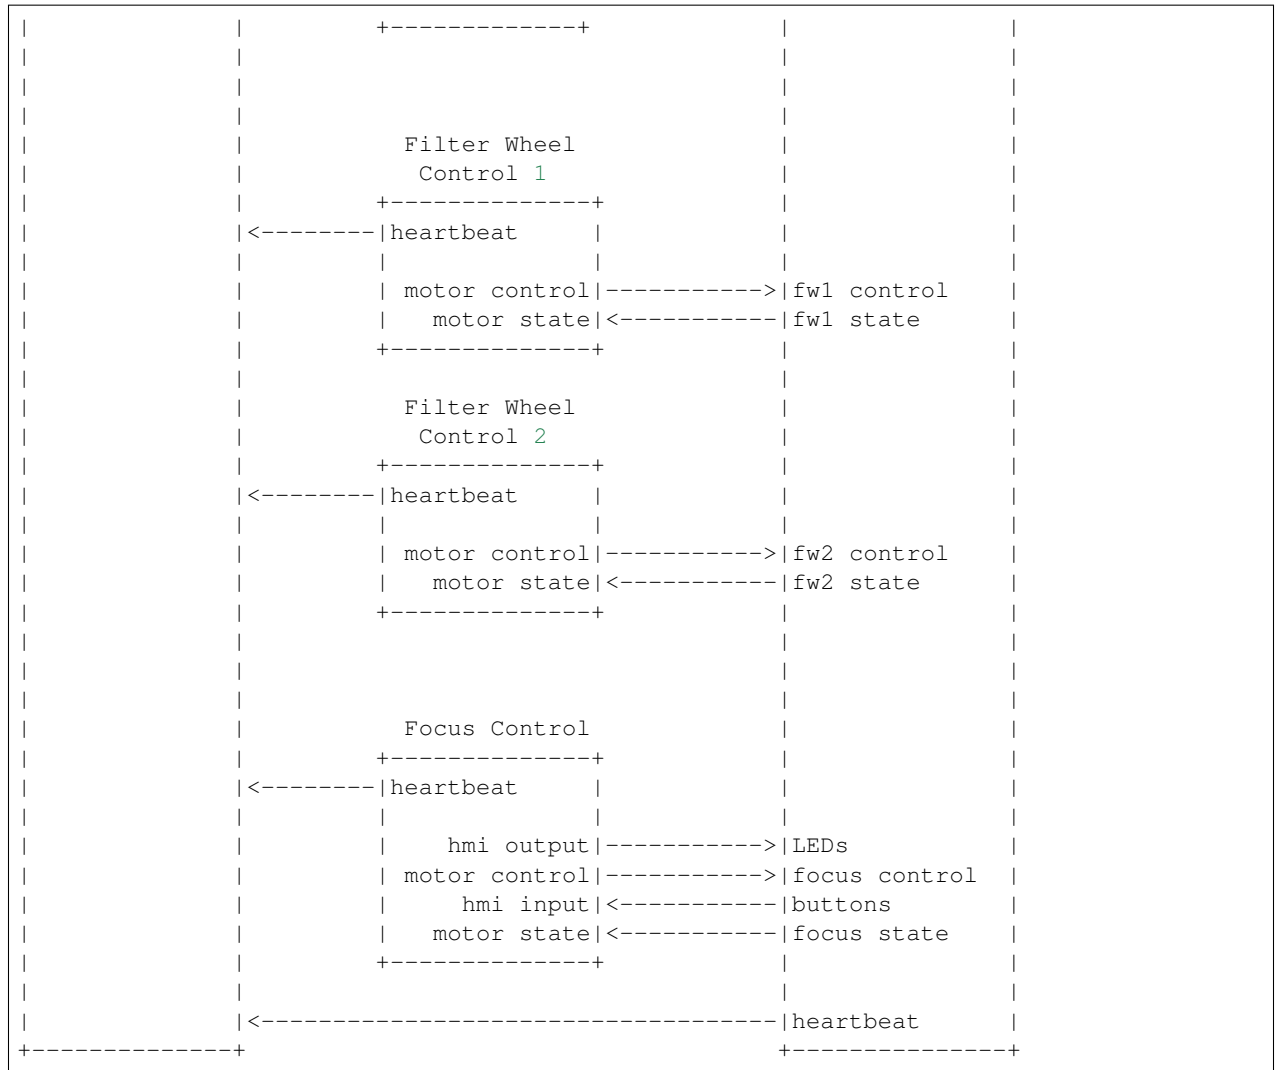 |              |         +-------------+             |               |
|              |                                     |               |
|              |                                     |               |
|              |                                     |               |
|              |           Filter Wheel              |               |
|              |            Control 1                |               |
|              |         +--------------+            |               |
|              |<--------|heartbeat     |            |               |
|              |         |              |            |               |
|              |         | motor control|----------->|fw1 control    |
|              |         |   motor state|<-----------|fw1 state      |
|              |         +--------------+            |               |
|              |                                     |               |
|              |           Filter Wheel              |               |
|              |            Control 2                |               |
|              |         +--------------+            |               |
|              |<--------|heartbeat     |            |               |
|              |         |              |            |               |
|              |         | motor control|----------->|fw2 control    |
|              |         |   motor state|<-----------|fw2 state      |
|              |         +--------------+            |               |
|              |                                     |               |
|              |                                     |               |
|              |                                     |               |
|              |           Focus Control             |               |
|              |         +--------------+            |               |
|              |<--------|heartbeat     |            |               |
|              |         |              |            |               |
|              |         |    hmi output|----------->|LEDs           |
|              |         | motor control|----------->|focus control  |
|              |         |     hmi input|<-----------|buttons        |
|              |         |   motor state|<-----------|focus state    |
|              |         +--------------+            |               |
|              |                                     |               |
|              |<------------------------------------|heartbeat      |
+--------------+                                     +---------------+